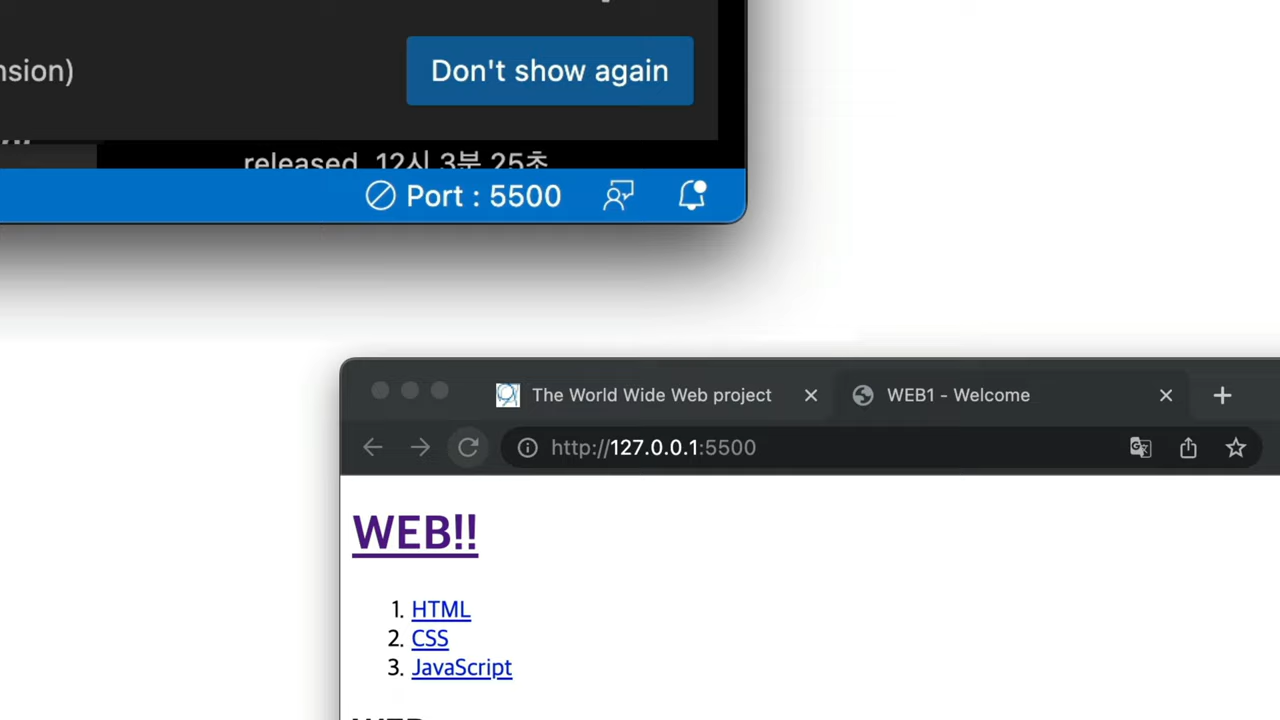 nsion)
Don't show again
released 12시 3분 25초
Port : 5500
The World Wide Web project
WEB1 - Welcome
http://127.0.0.1:5500
WEB!!
1. HTML
2. CSS
3. JavaScript